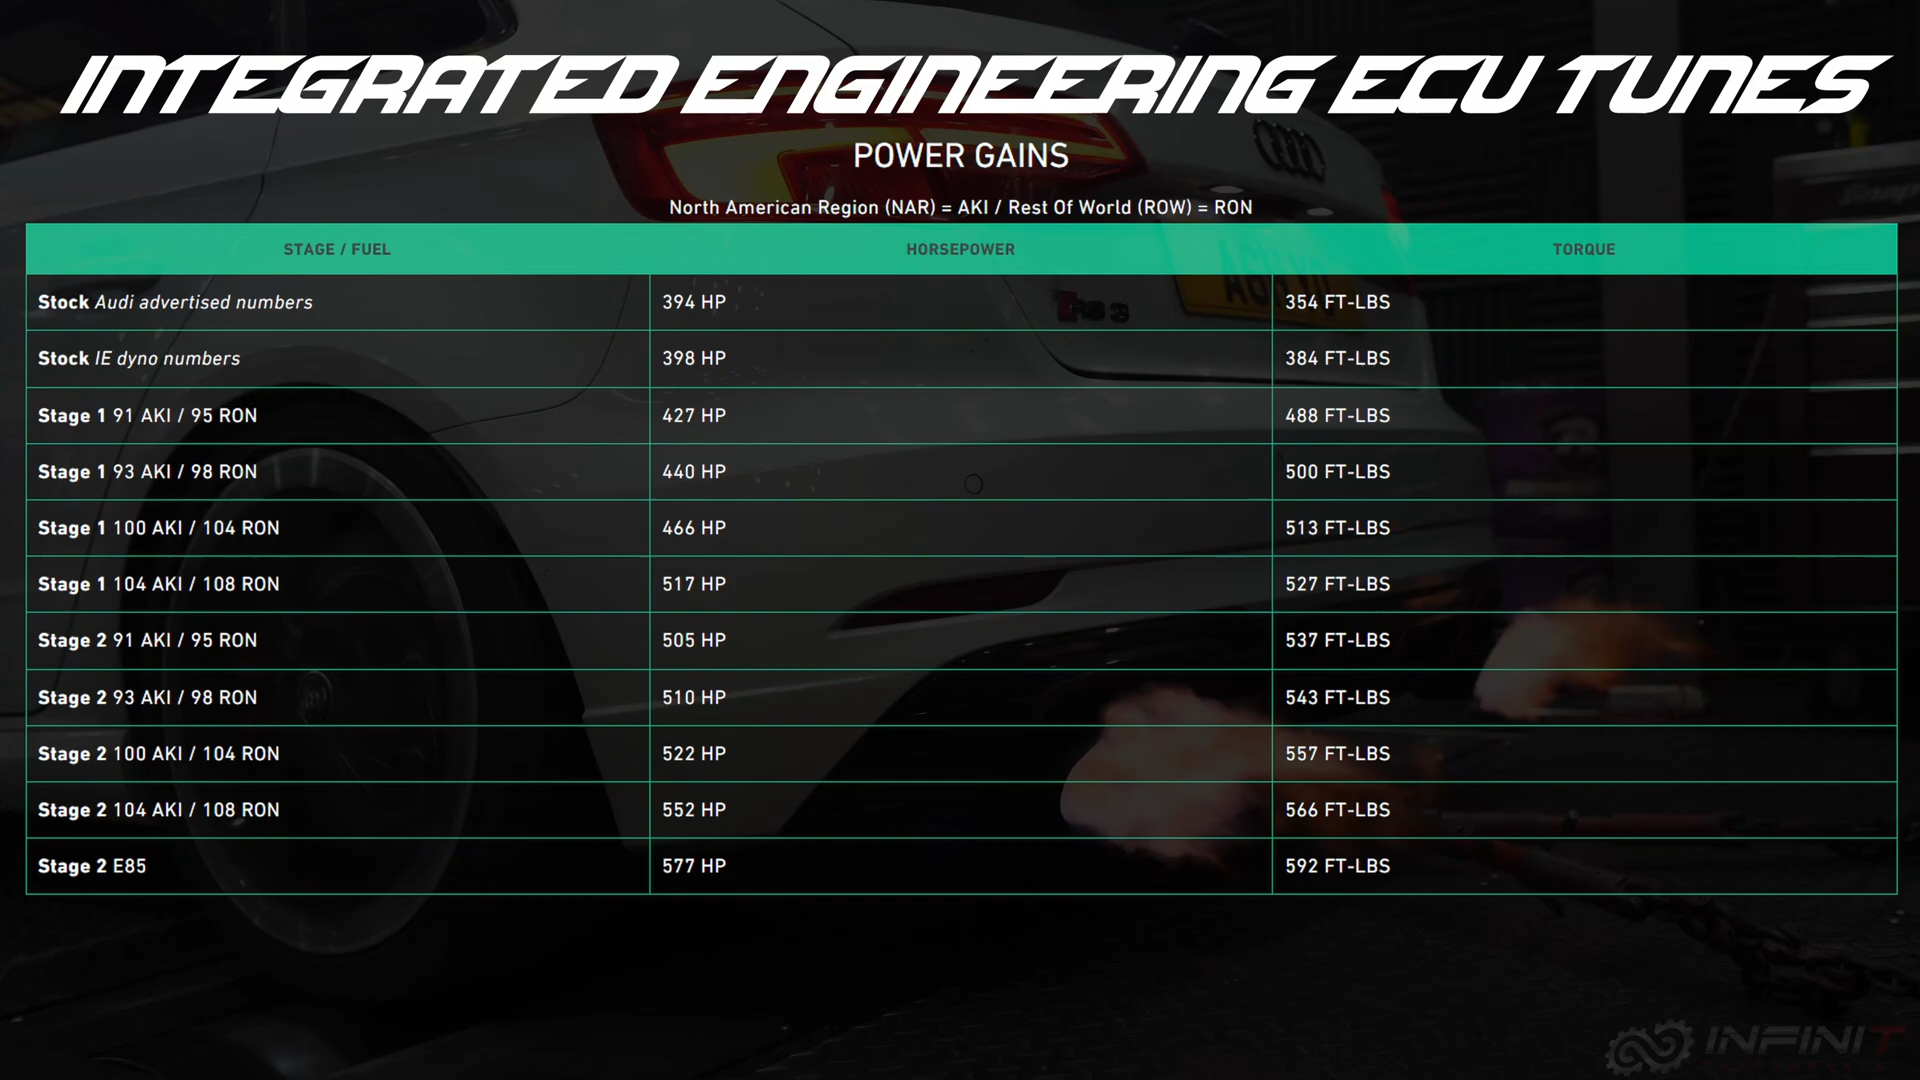 INTEGRATED ENGINEERING ECU TUNES
POWER GAINS
North American Region (NAR) = AKI / Rest Of World (ROW) = RON
STAGE / FUEL HORSEPOWER TORQUE
Stock Audi advertised numbers 394 HP 354 FT-LBS
Stock IE dyno numbers 398 HP 384 FT-LBS
Stage 1 91 AKI / 95 RON 427 HP 488 FT-LBS
Stage 1 93 AKI / 98 RON 440 HP 500 FT-LBS
Stage 1 100 AKI / 104 RON 466 HP 513 FT-LBS
Stage 1 104 AKI / 108 RON 517 HP 527 FT-LBS
Stage 2 91 AKI / 95 RON 505 HP 537 FT-LBS
Stage 2 93 AKI / 98 RON 510 HP 543 FT-LBS
Stage 2 100 AKI / 104 RON 522 HP 557 FT-LBS
Stage 2 104 AKI / 108 RON 552 HP 566 FT-LBS
Stage 2 E85 577 HP 592 FT-LBS
RS3
INFINIT